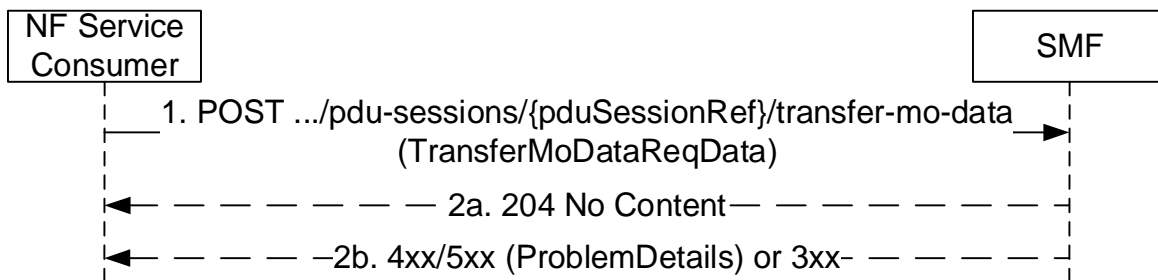 NF Service
Consumer
SMF
1. POST .../pdu-sessions/{pduSessionRef}/transfer-mo-data
(TransferMoDataReqData)
2a. 204 No Content
2b. 4xx/5xx (ProblemDetails) or 3xx